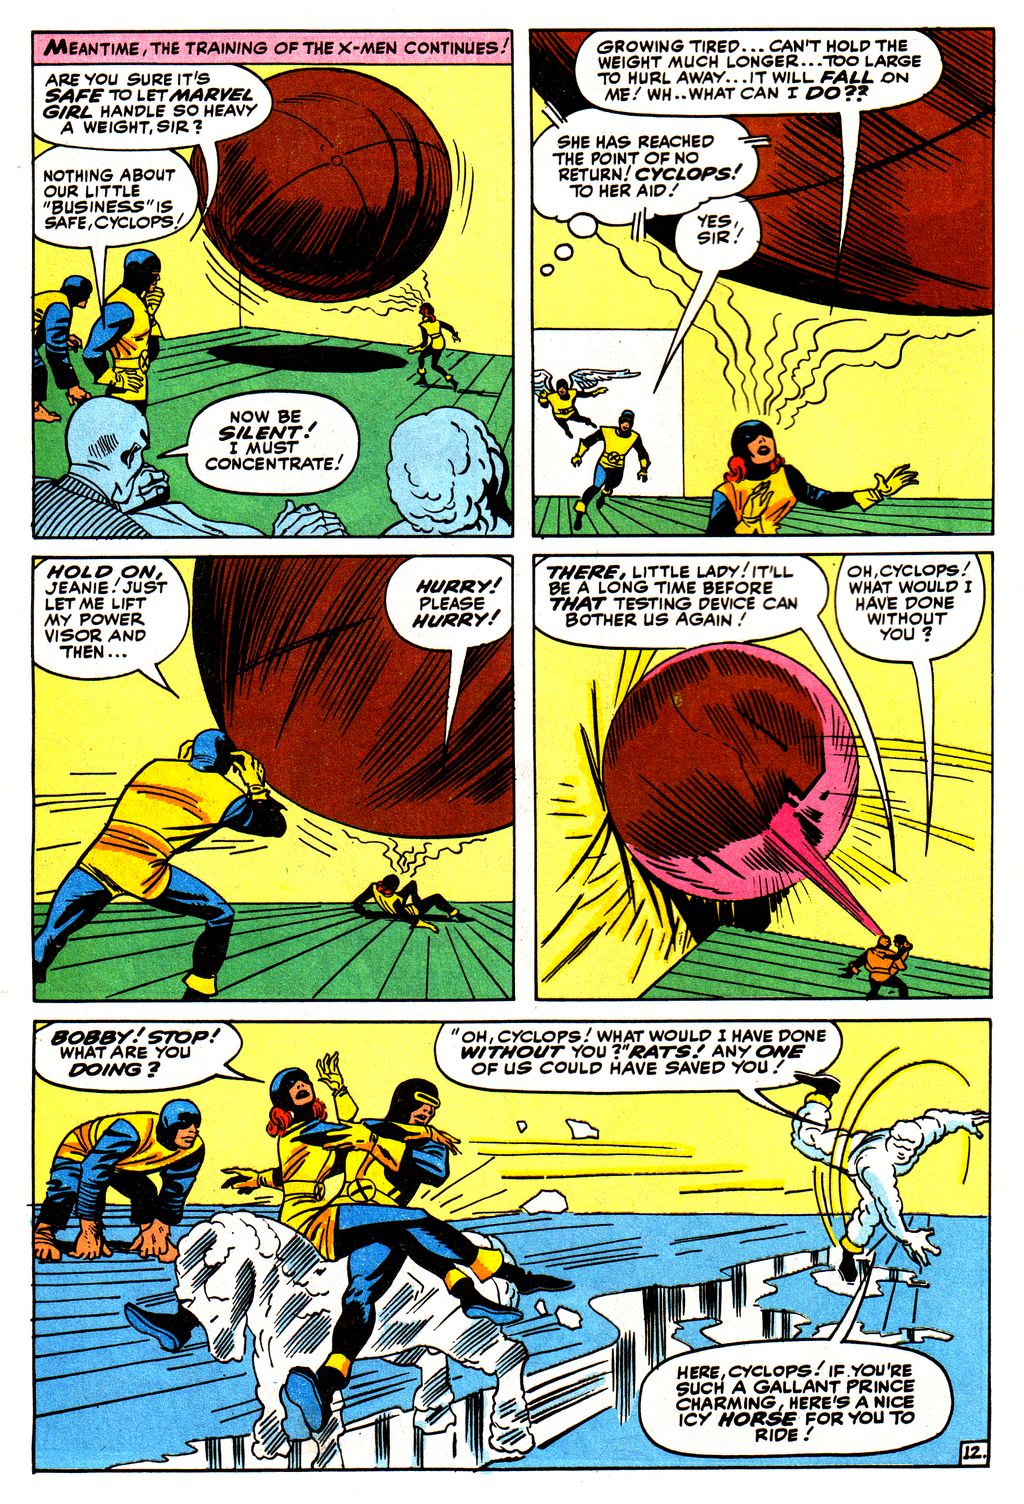 MEANTIME, THE TRAINING OF THE X-MEN CONTINUES!
ARE YOU SURE IT'S
SAFE TO LET MARVEL
GIRL HANDLE SO HEAVY
A WEIGHT, SIR?
NOTHING ABOUT
OUR LITTLE
"BUSINESS" IS
SAFE, CYCLOPS!
NOW BE
SILENT!
I MUST
CONCENTRATE!
GROWING TIRED... CAN'T HOLD THE
WEIGHT MUCH LONGER...TOO LARGE
TO HURL AWAY...IT WILL FALL ON
ME! WH..WHAT CAN I DO??
SHE HAS REACHED
THE POINT OF NO
RETURN! CYCLOPS!
TO HER AID!
YES,
SIR!
HOLD ON,
JEANIE! JUST
LET ME LIFT
MY POWER
VISOR AND
THEN...
HURRY!
PLEASE
HURRY!
THERE, LITTLE LADY! IT'LL
BE A LONG TIME BEFORE
THAT TESTING DEVICE CAN
BOTHER US AGAIN!
OH, CYCLOPS!
WHAT WOULD I
HAVE DONE
WITHOUT
YOU?
BOBBY! STOP!
WHAT ARE YOU
DOING?
"OH, CYCLOPS! WHAT WOULD I HAVE DONE
WITHOUT YOU?" RATS! ANY ONE
OF US COULD HAVE SAVED YOU!
HERE, CYCLOPS! IF YOU'RE
SUCH A GALLANT PRINCE
CHARMING, HERE'S A NICE
ICY HORSE FOR YOU TO
RIDE!
12.